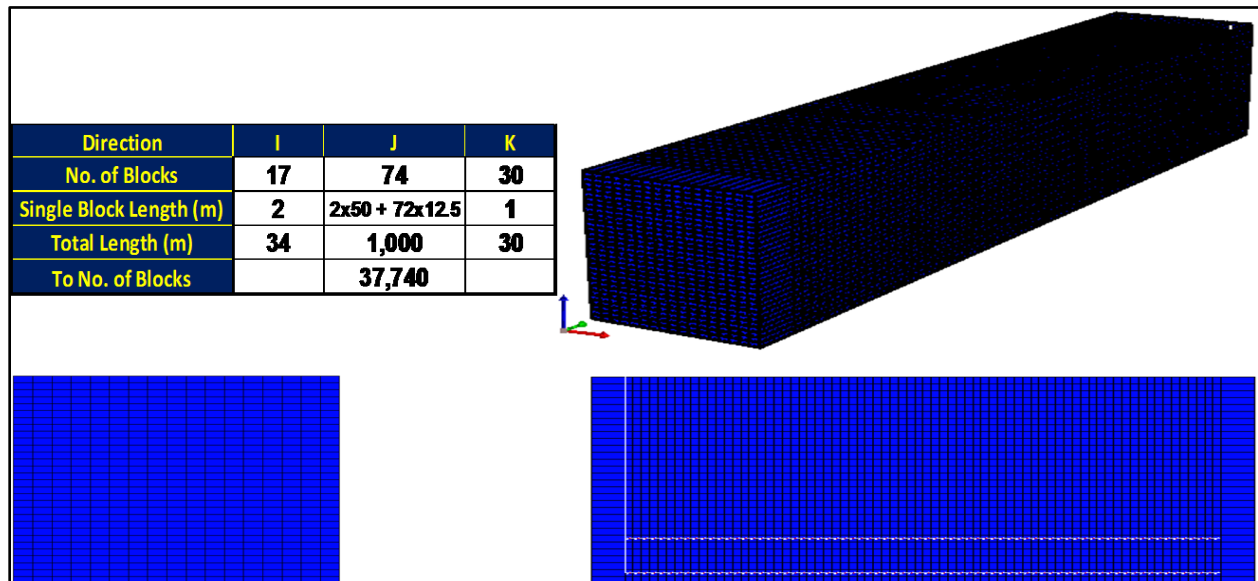 Direction I J K
No. of Blocks 17 74 30
Single Block Length (m) 2 2x50 + 72x12.5 1
Total Length (m) 34 1,000 30
To No. of Blocks 37,740